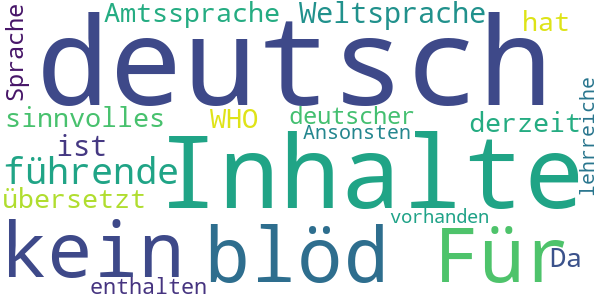 Sprache
Amtssprache
Weltsprache
hat
deutsch
sinnvolles
WHO
deutscher
derzeit
ist
Ansonsten
lehrreiche
führende
Inhalte
übersetzt
vorhanden
kein
blöd
Für
Da
enthalten